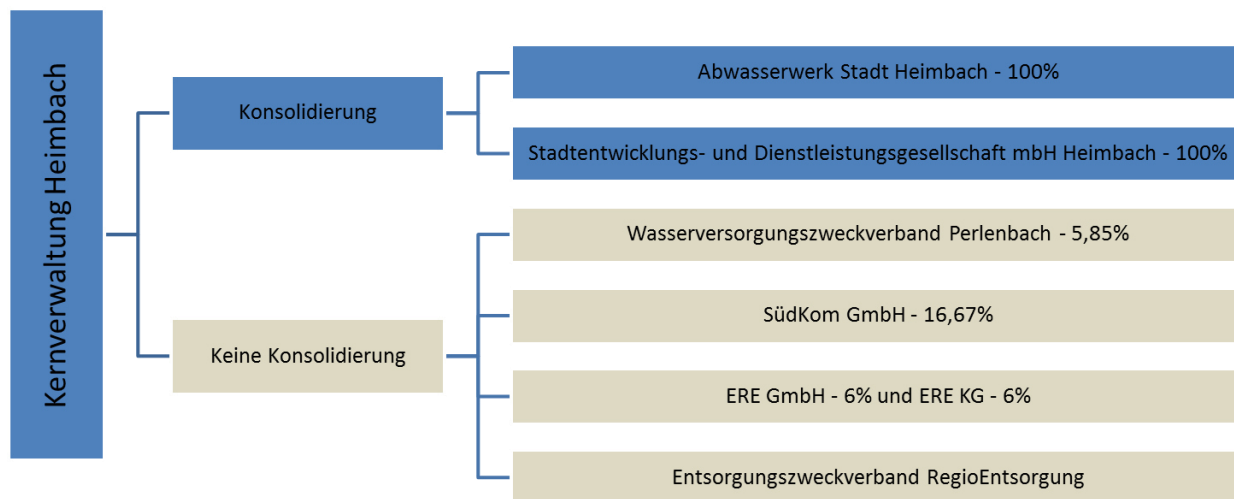 Kernverwaltung Heimbach
Konsolidierung
Abwasserwerk Stadt Heimbach - 100%
Stadtentwicklungs- und Dienstleistungsgesellschaft mbH Heimbach - 100%
Keine Konsolidierung
Wasserversorgungszweckverband Perlenbach - 5,85%
SüdKom GmbH - 16,67%
ERE GmbH - 6% und ERE KG - 6%
Entsorgungszweckverband RegioEntsorgung